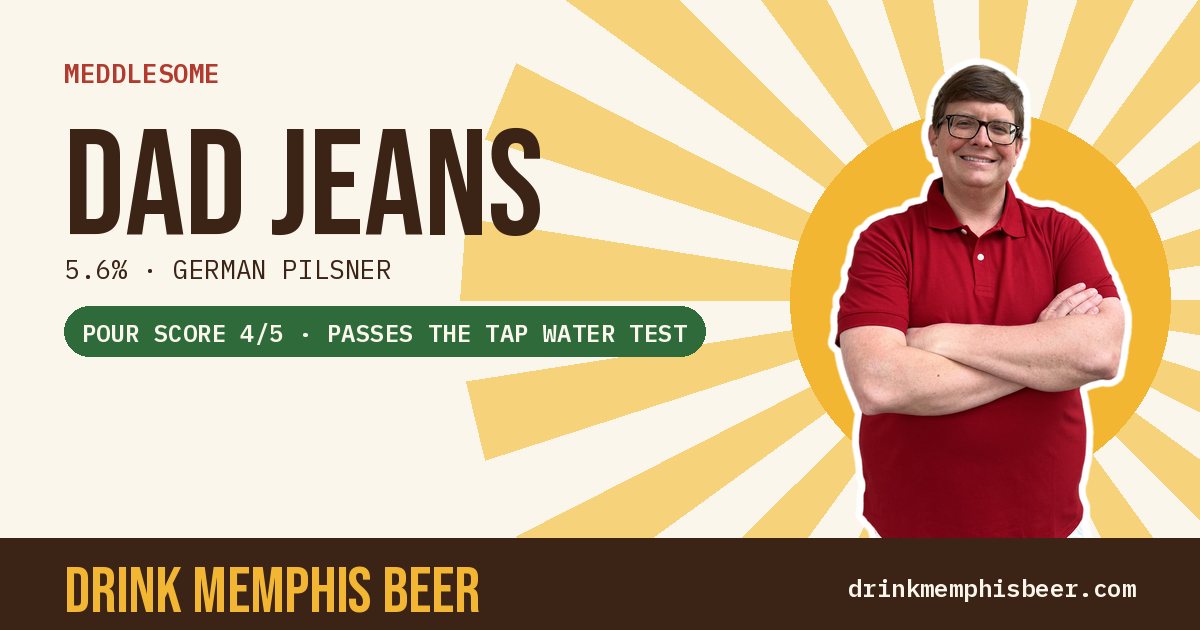 MEDDLESOME
DAD JEANS
5.6% · GERMAN PILSNER
POUR SCORE 4/5 · PASSES THE TAP WATER TEST
DRINK MEMPHIS BEER
drinkmemphisbeer.com